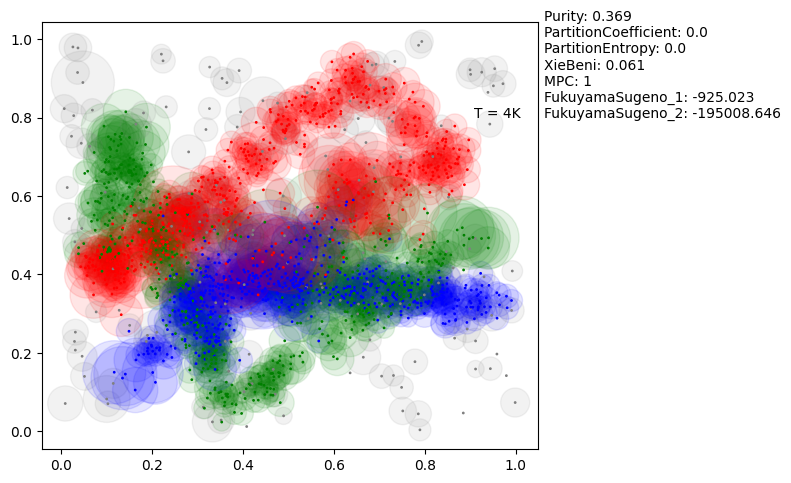 Purity: 0.369
PartitionCoefficient: 0.0
PartitionEntropy: 0.0
XieBeni: 0.061
MPC: 1
FukuyamaSugeno_1: -925.023
FukuyamaSugeno_2: -195008.646
T = 4K
1.0
0.8
0.6
0.4
0.2
0.0
0.0 0.2 0.4 0.6 0.8 1.0